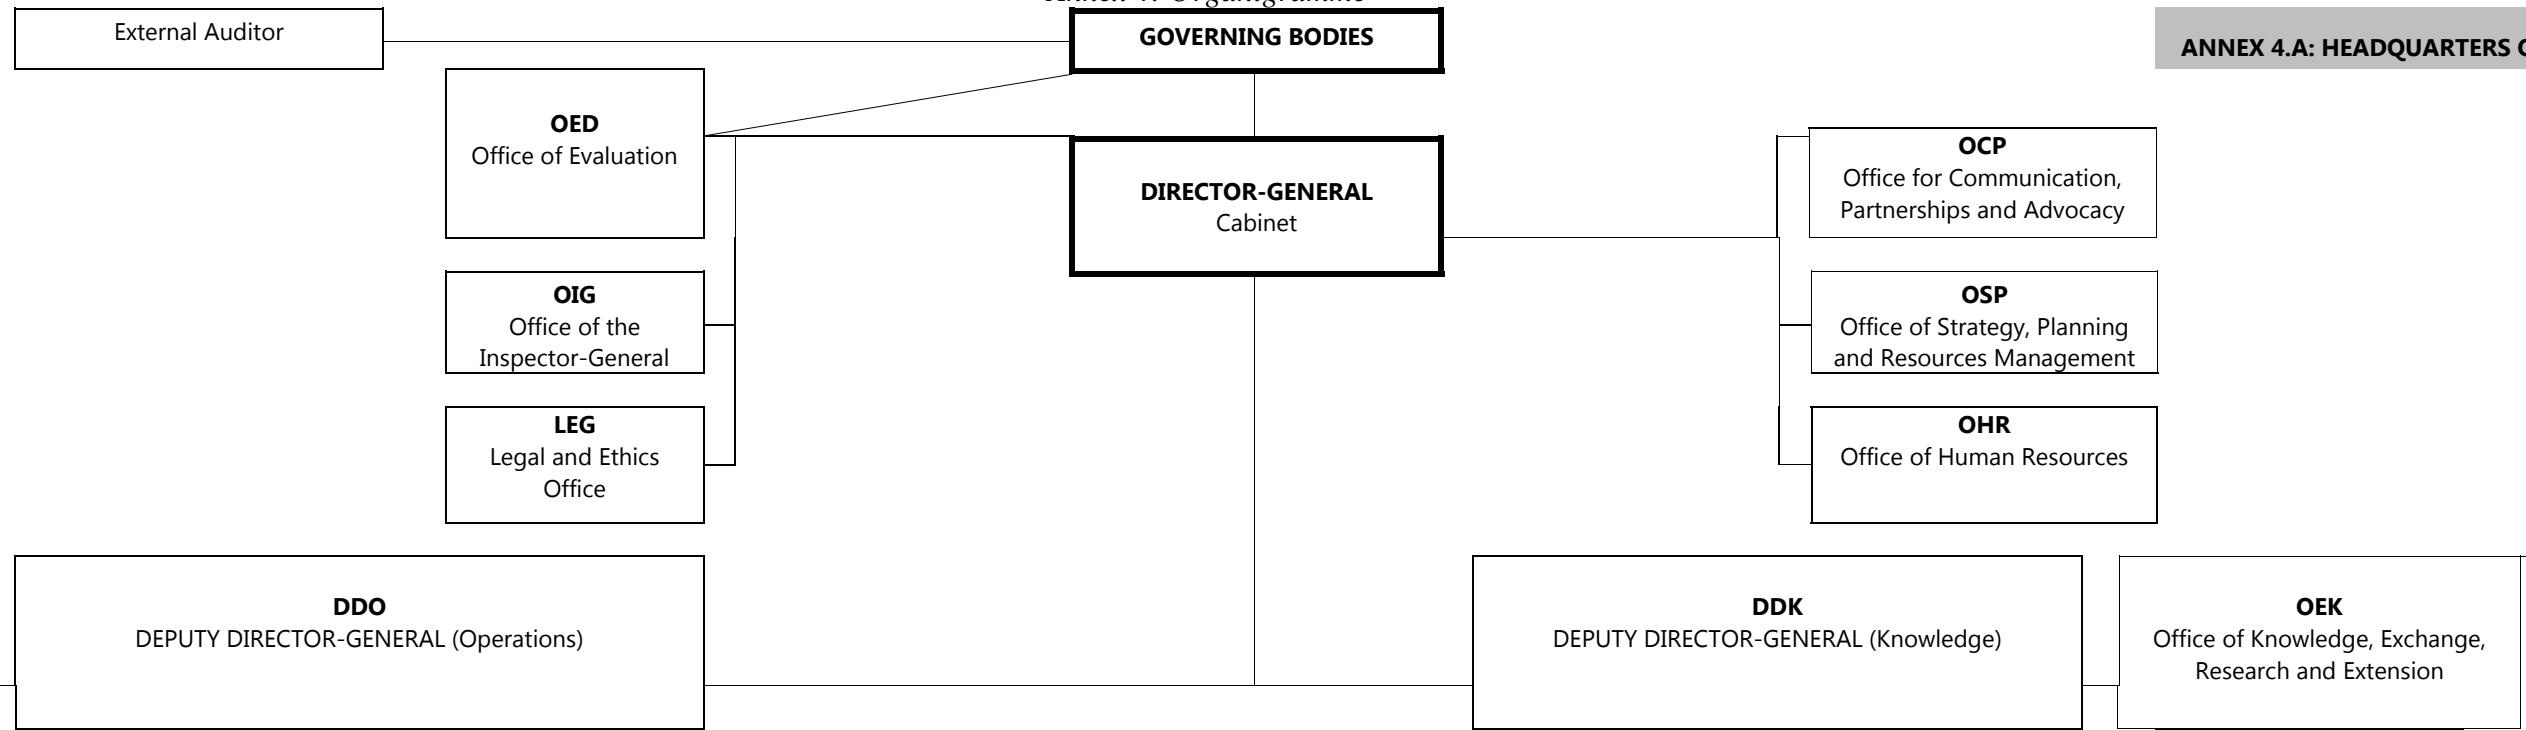 Annex 4: Organigramme
External Auditor
GOVERNING BODIES
ANNEX 4.A: HEADQUARTERS
OED
Office of Evaluation
DIRECTOR-GENERAL
Cabinet
OCP
Office for Communication,
Partnerships and Advocacy
OIG
Office of the
Inspector-General
OSP
Office of Strategy, Planning
and Resources Management
LEG
Legal and Ethics
Office
OHR
Office of Human Resources
DDO
DEPUTY DIRECTOR-GENERAL (Operations)
DDK
DEPUTY DIRECTOR-GENERAL (Knowledge)
OEK
Office of Knowledge, Exchange,
Research and Extension